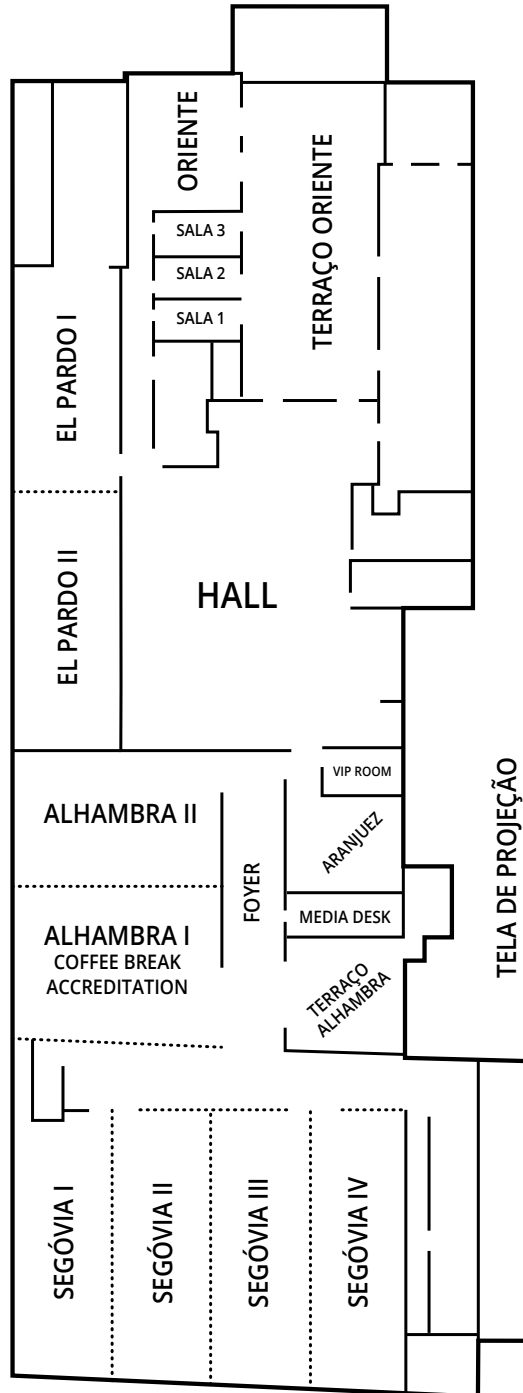 ORIENTE
TERRAÇO ORIENTE
SALA 3
SALA 2
SALA 1
EL PARDO I
EL PARDO II
HALL
VIP ROOM
TELA DE PROJEÇÃO
ALHAMBRA II
ARANJUEZ
FOYER
MEDIA DESK
ALHAMBRA I
COFFEE BREAK
ACCREDITATION
TERRAÇO
ALHAMBRA
SEGÓVIA I
SEGÓVIA II
SEGÓVIA III
SEGÓVIA IV